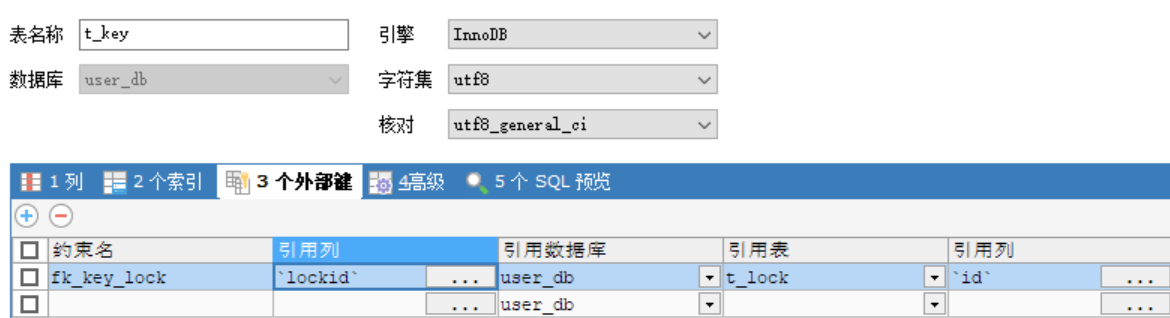 表名称 t_key 引擎 InnoDB
数据库 user_db 字符集 utf8
核对 utf8_general_ci
1 列 2 个索引 3 个外部键 4高级 5 个 SQL 预览
约束名 引用列 引用数据库 引用表 引用列
fk_key_lock `lockid` ... user_db t_lock `id` ...
... user_db ...